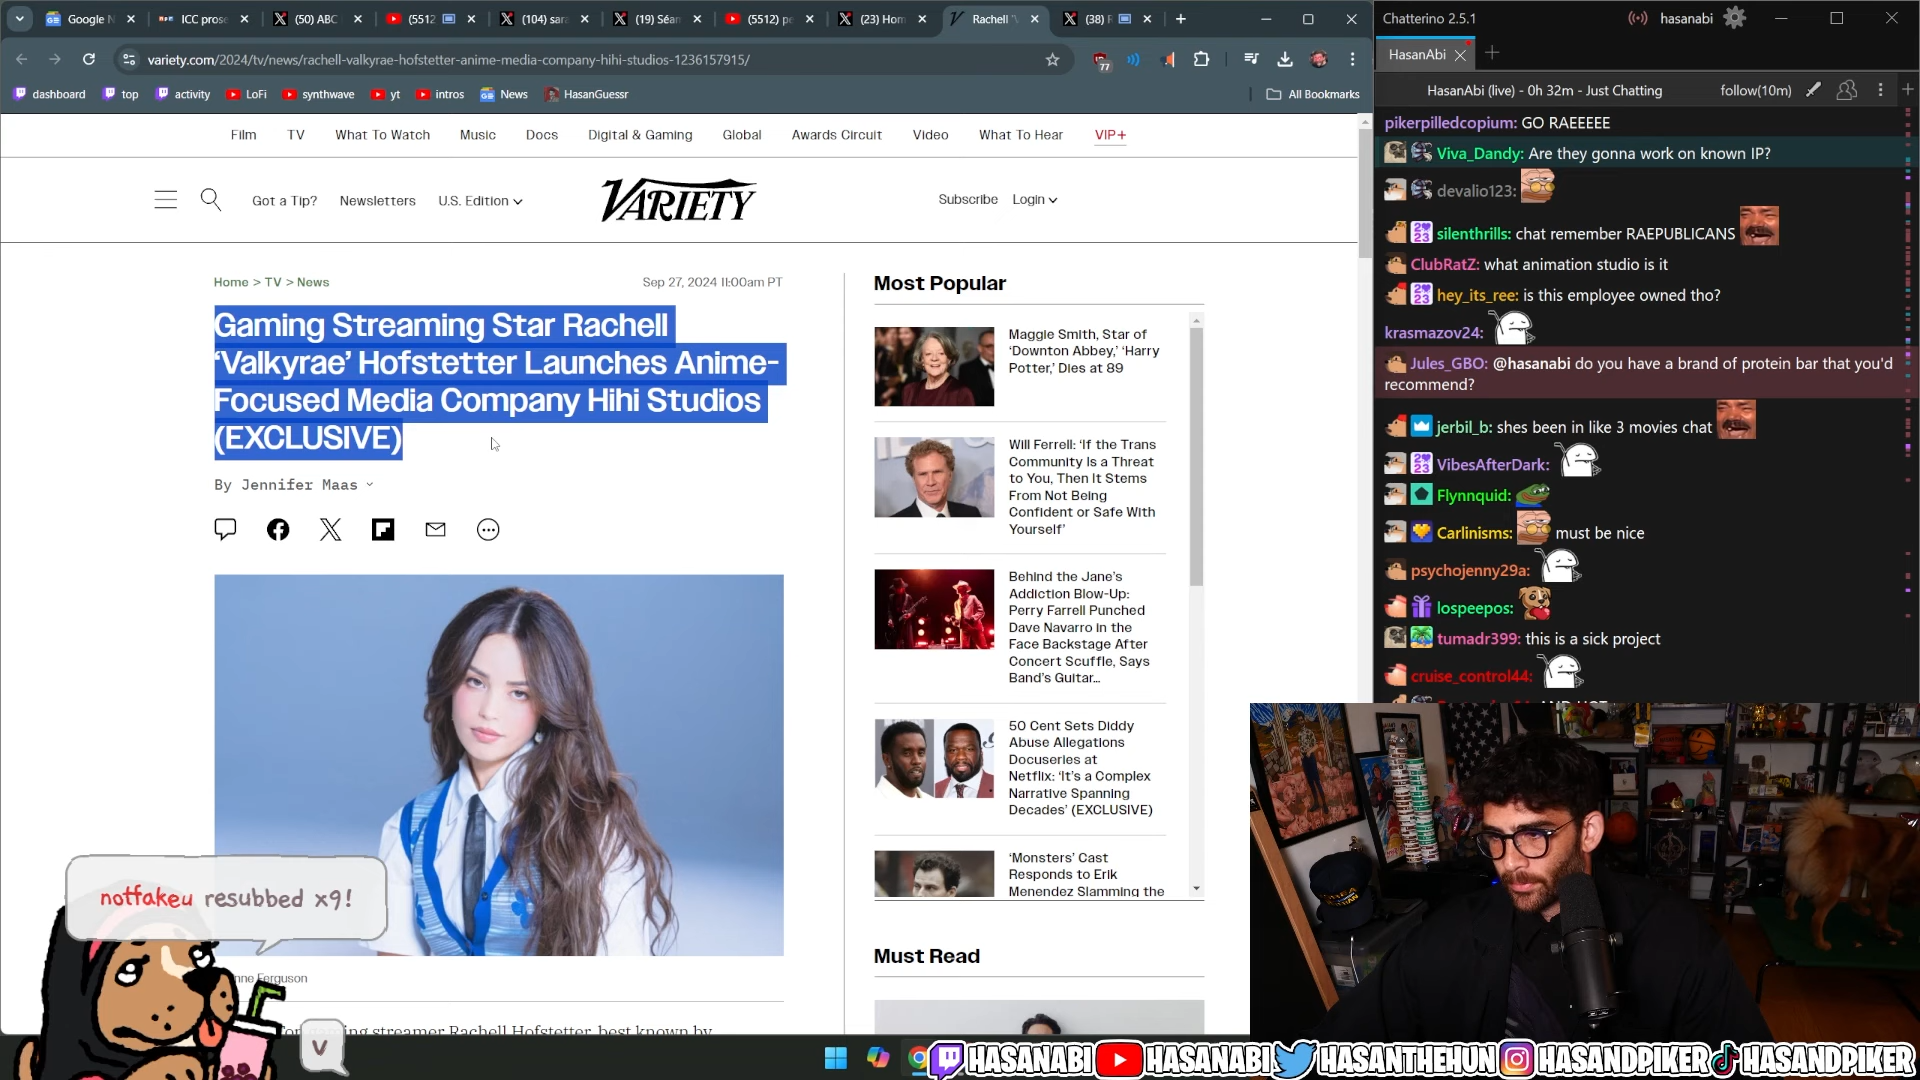 Google N
ICC prose
(50) ABC
(5512)
(104) sara
(19) Séan
(5512) pe
(23) Hom
Rachell 'V
(38) F
variety.com/2024/tv/news/rachell-valkyrae-hofstetter-anime-media-company-hihi-studios-1236157915/
77
dashboard
top
activity
LoFi
synthwave
yt
intros
News
HasanGuessr
All Bookmarks
Film
TV
What To Watch
Music
Docs
Digital & Gaming
Global
Awards Circuit
Video
What To Hear
VIP+
Got a Tip?
Newsletters
U.S. Edition
VARIETY
Subscribe
Login
Home > TV > News
Sep 27, 2024 11:00am PT
Gaming Streaming Star Rachell
‘Valkyrae’ Hofstetter Launches Anime-
Focused Media Company Hihi Studios
(EXCLUSIVE)
By Jennifer Maas
Ferguson
streamer Rachell Hofstetter, best known by
Most Popular
Maggie Smith, Star of
‘Downton Abbey,’ ‘Harry
Potter,’ Dies at 89
Will Ferrell: ‘If the Trans
Community Is a Threat
to You, Then It Stems
From Not Being
Confident or Safe With
Yourself’
Behind the Jane’s
Addiction Blow-Up:
Perry Farrell Punched
Dave Navarro in the
Face Backstage After
Concert Scuffle, Says
Band’s Guitar...
50 Cent Sets Diddy
Abuse Allegations
Docuseries at
Netflix: ‘It’s a Complex
Narrative Spanning
Decades’ (EXCLUSIVE)
‘Monsters’ Cast
Responds to Erik
Menendez Slamming the
Must Read
notfakeu resubbed x9!
v
Chatterino 2.5.1
hasanabi
HasanAbi
HasanAbi (live) - 0h 32m - Just Chatting
follow(10m)
pikerpilledcopium: GO RAEEEEE
Viva_Dandy: Are they gonna work on known IP?
devalio123:
silenthrills: chat remember RAEPUBLICANS
ClubRatZ: what animation studio is it
hey_its_ree: is this employee owned tho?
krasmazov24:
Jules_GBO: @hasanabi do you have a brand of protein bar that you'd
recommend?
jerbil_b: shes been in like 3 movies chat
VibesAfterDark:
Flynnquid:
Carlinisms: must be nice
psychojenny29a:
lospeepos:
tumadr399: this is a sick project
cruise_control44:
HASANABI
HASANABI
HASANTHEHUN
HASANDPIKER
HASANDPIKER